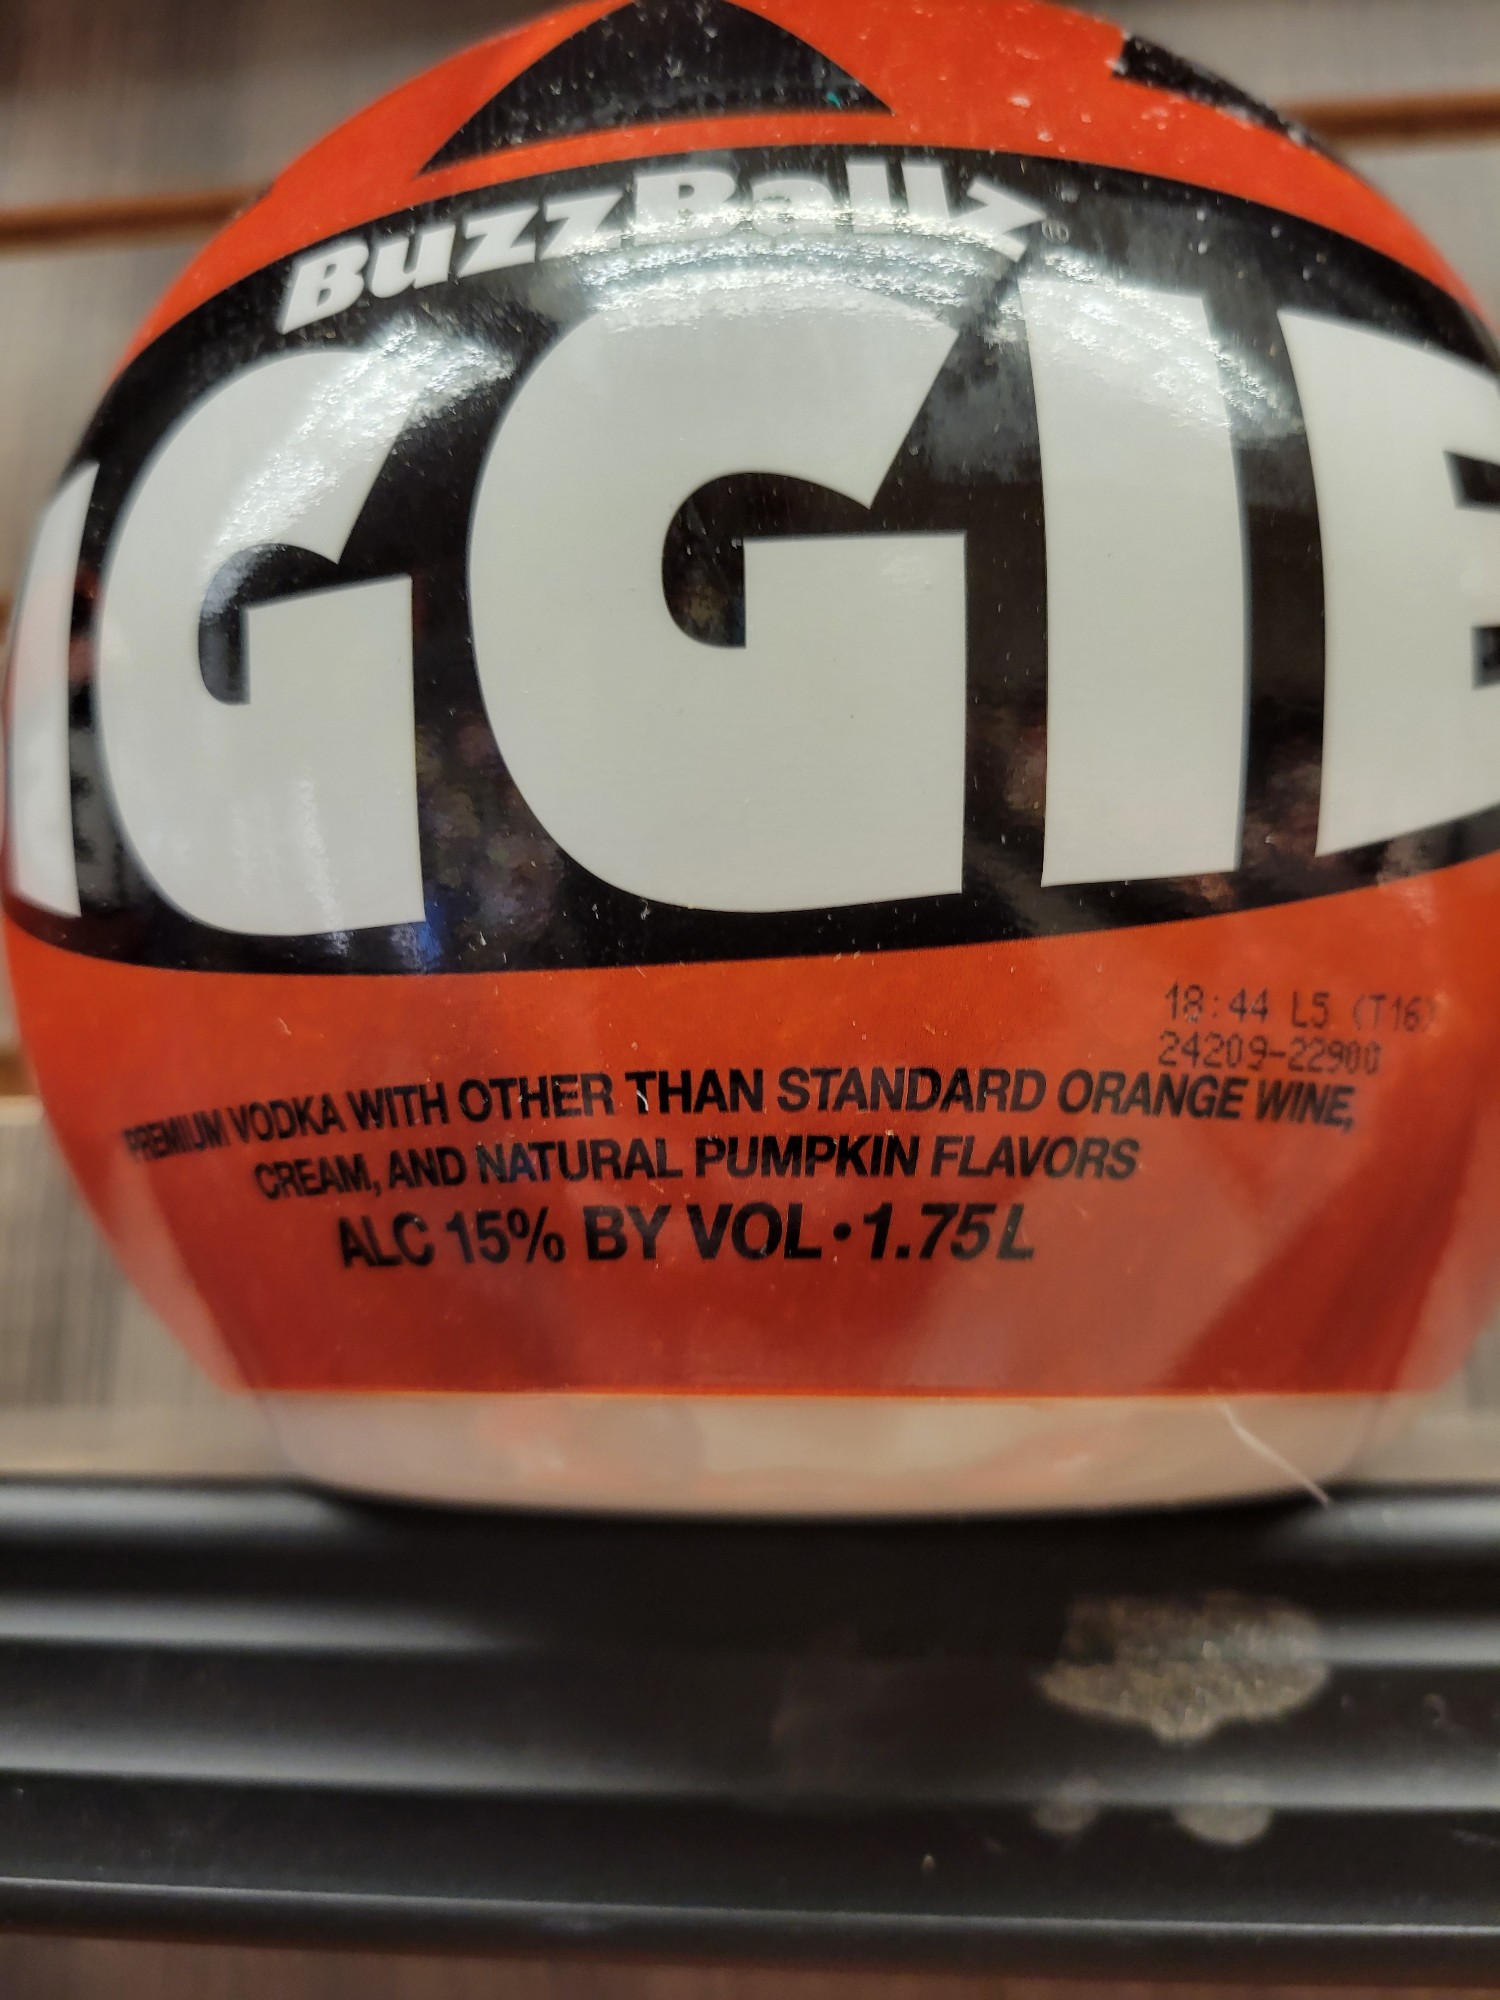 BuzzBallz
IGGIE
18:44 L5 (T16)
24209-22900
PREMIUM VODKA WITH OTHER THAN STANDARD ORANGE WINE,
CREAM, AND NATURAL PUMPKIN FLAVORS
ALC 15% BY VOL • 1.75L